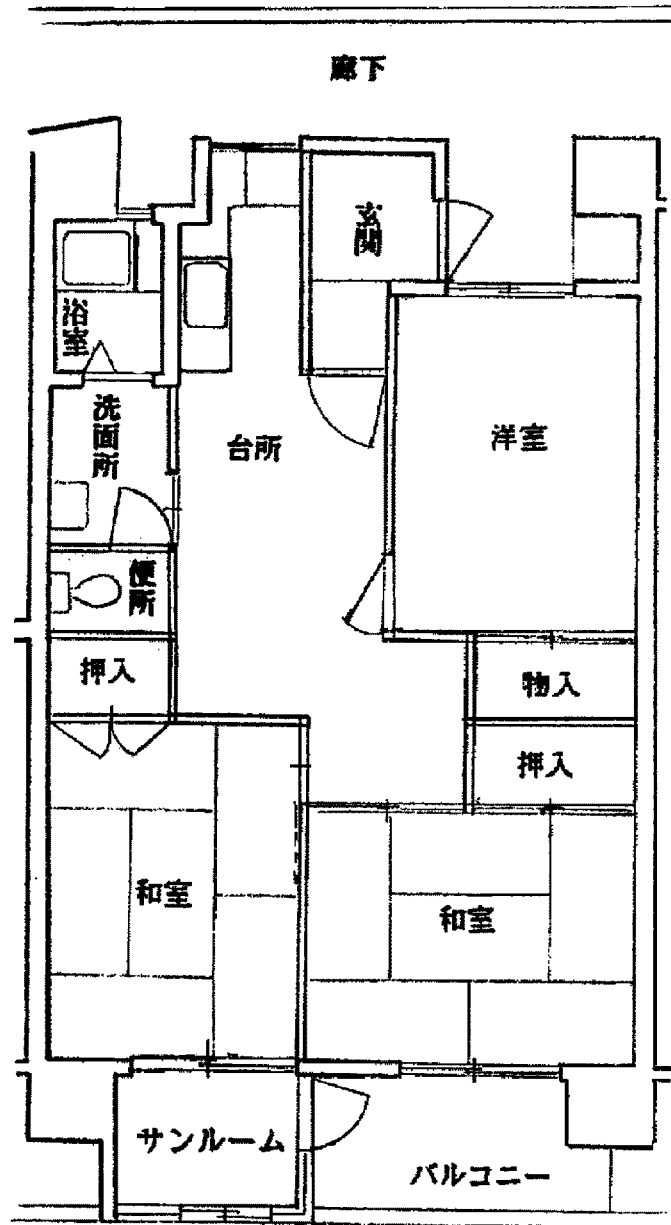 廊下
玄関
浴室
洗面所
台所
洋室
便所
押入
物入
押入
和室
和室
サンルーム
バルコニー